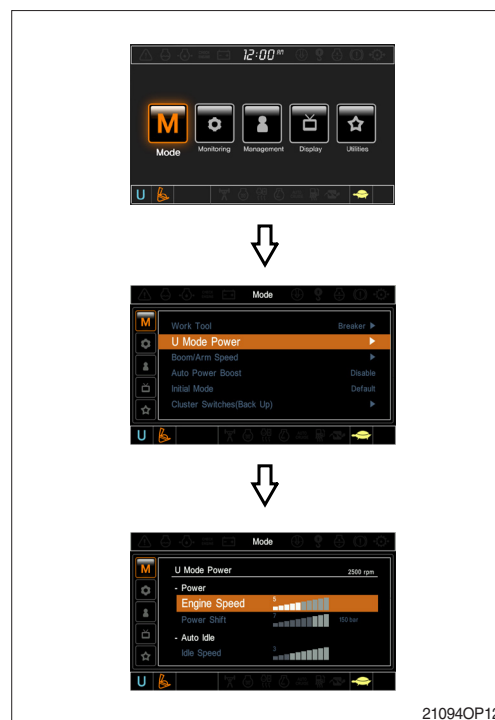 12:00 AM
M
Mode Monitoring Management Display Utilities
U
Mode
M
Work Tool Breaker ▶
U Mode Power ▶
Boom/Arm Speed ▶
Auto Power Boost Disable
Initial Mode Default
Cluster Switches(Back Up) ▶
U
Mode
M
U Mode Power 2500 rpm
- Power
Engine Speed 5
Power Shift 7 150 bar
- Auto Idle
Idle Speed 3
U
21094OP12